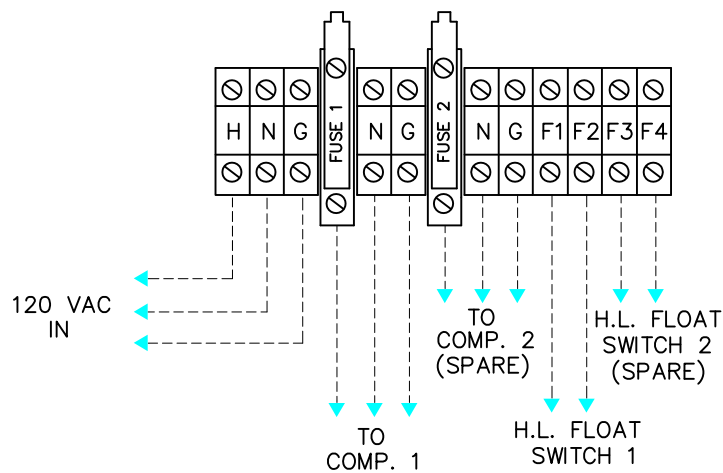 FUSE 1
FUSE 2
H N G N G N G F1 F2 F3 F4
120 VAC
IN
TO
COMP. 2
(SPARE)
H.L. FLOAT
SWITCH 2
(SPARE)
TO
COMP. 1
H.L. FLOAT
SWITCH 1